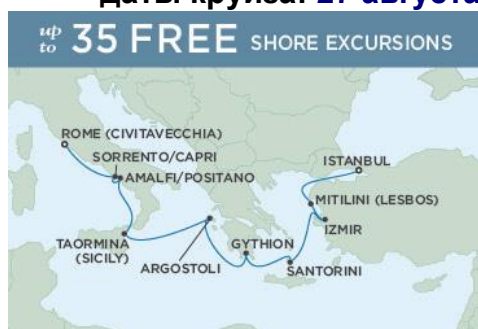 Даты круиза: 27 августа
up to 35 FREE SHORE EXCURSIONS
ROME (CIVITAVECCHIA)
SORRENTO/CAPRI
AMALFI/POSITANO
ISTANBUL
MITILINI (LESBOS)
IZMIR
TAORMINA
(SICILY)
ARGOSTOLI
GYTHION
SANTORINI